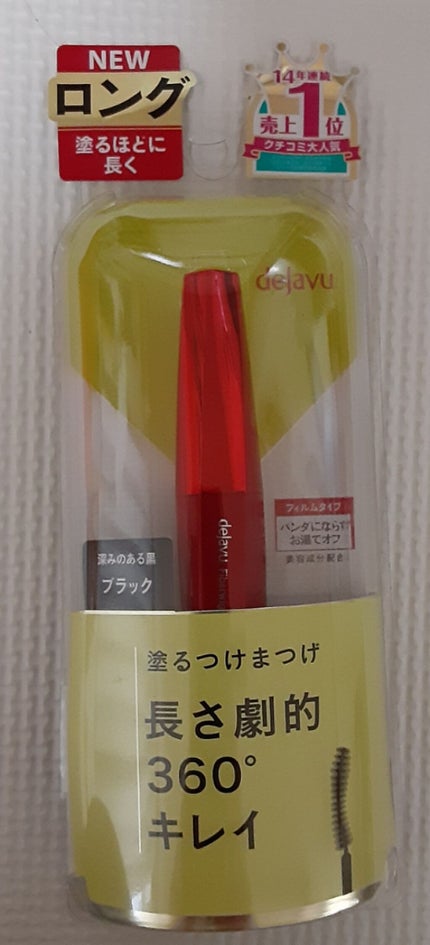 NEW
ロング
塗るほどに
長く
14年連続
売上1位
クチコミ大人気
dejavu
dejavu
フィルムタイプ
パンダにならず
お湯でオフ
美容成分配合
深みのある黒
ブラック
塗るつけまつげ
長さ劇的
360°
キレイ